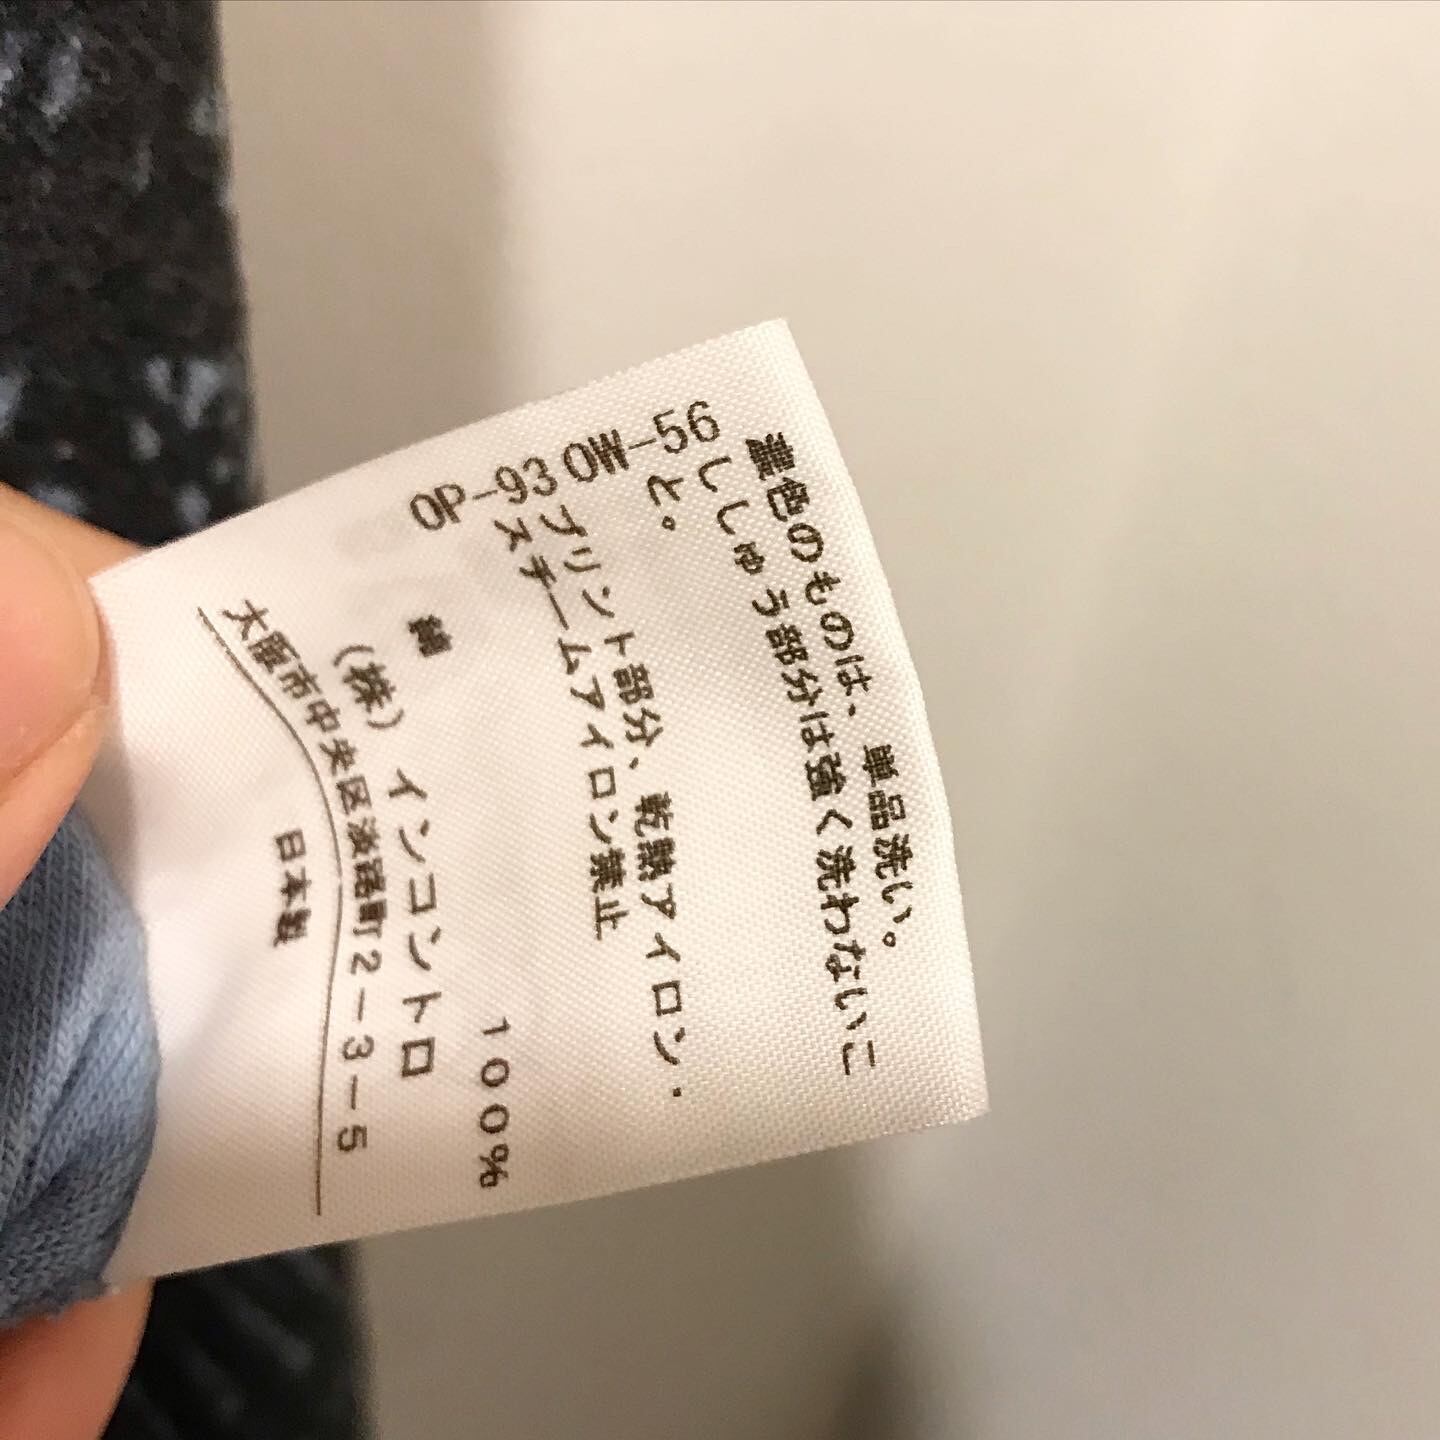 濃色のものは、単品洗い。
OW-56 ししゅう部分は強く洗わないこ
と。
OP-93 プリント部分、乾熱アイロン・
スチームアイロン禁止
綿 100%
(株)インコントロ
大阪市中央区淡路町2-3-5
日本製